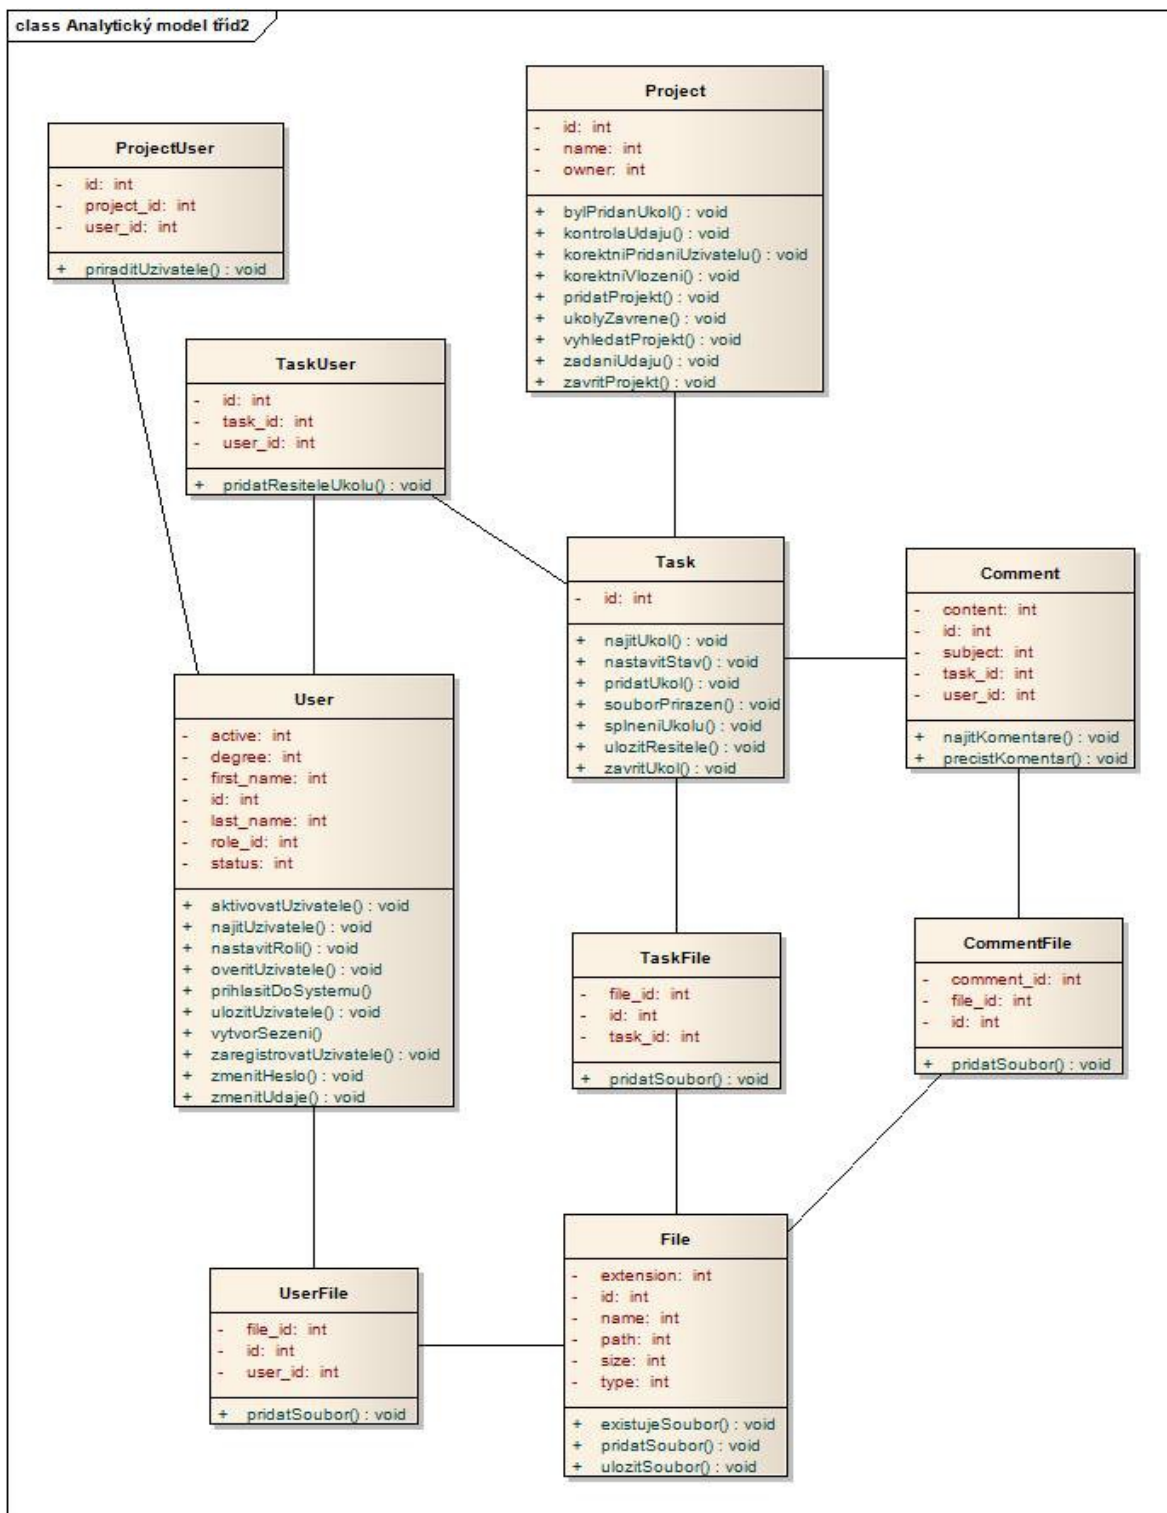 class Analytický model tříd2
Project
- id: int
- name: int
- owner: int
+ bylPridanUkol() : void
+ kontrolaUdaju() : void
+ korektniPridaniUzivatelu() : void
+ korektniVlozeni() : void
+ pridatProjekt() : void
+ ukolyZavrene() : void
+ vyhledatProjekt() : void
+ zadaniUdaju() : void
+ zavritProjekt() : void
ProjectUser
- id: int
- project_id: int
- user_id: int
+ priraditUzivatele() : void
TaskUser
- id: int
- task_id: int
- user_id: int
+ pridatResiteleUkolu() : void
Task
- id: int
+ najitUkol() : void
+ nastavitStav() : void
+ pridatUkol() : void
+ souborPrirazen() : void
+ splneniUkolu() : void
+ ulozitResitele() : void
+ zavritUkol() : void
Comment
- content: int
- id: int
- subject: int
- task_id: int
- user_id: int
+ najitKomentare() : void
+ precistKomentar() : void
User
- active: int
- degree: int
- first_name: int
- id: int
- last_name: int
- role_id: int
- status: int
+ aktivovatUzivatele() : void
+ najitUzivatele() : void
+ nastavitRoli() : void
+ overitUzivatele() : void
+ prihlasitDoSystemu()
+ ulozitUzivatele() : void
+ vytvorSezeni()
+ zaregistrovatUzivatele() : void
+ zmenitHeslo() : void
+ zmenitUdaje() : void
TaskFile
- file_id: int
- id: int
- task_id: int
+ pridatSoubor() : void
CommentFile
- comment_id: int
- file_id: int
- id: int
+ pridatSoubor() : void
UserFile
- file_id: int
- id: int
- user_id: int
+ pridatSoubor() : void
File
- extension: int
- id: int
- name: int
- path: int
- size: int
- type: int
+ existujeSoubor() : void
+ pridatSoubor() : void
+ ulozitSoubor() : void